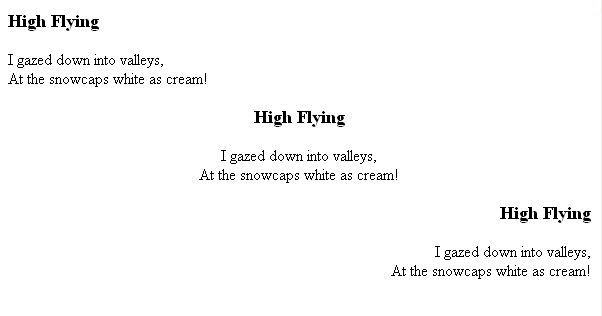 High Flying
I gazed down into valleys,
At the snowcaps white as cream!
High Flying
I gazed down into valleys,
At the snowcaps white as cream!
High Flying
I gazed down into valleys,
At the snowcaps white as cream!